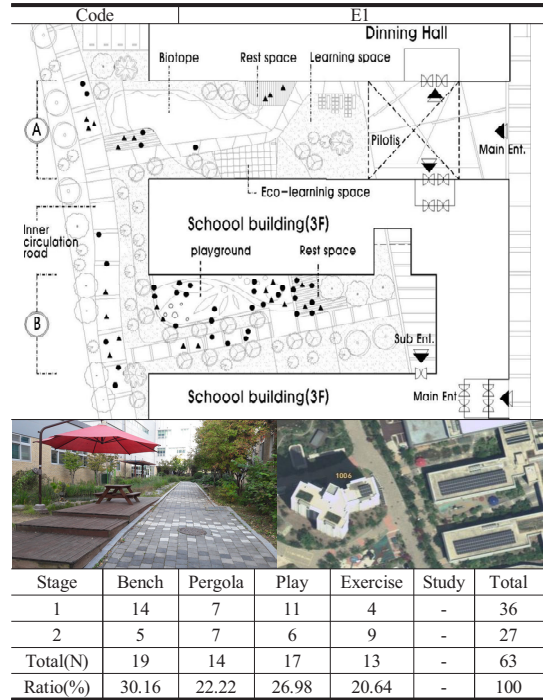 Code E1
Dinning Hall
Biotope Rest space Learning space
A
Pilotis
Main Ent.
Eco-learning space
Inner
circulation
road
Schoool building(3F)
playground Rest space
B
Sub Ent.
Main Ent
Schoool building(3F)
1006
Stage Bench Pergola Play Exercise Study Total
1 14 7 11 4 - 36
2 5 7 6 9 - 27
Total(N) 19 14 17 13 - 63
Ratio(%) 30.16 22.22 26.98 20.64 - 100